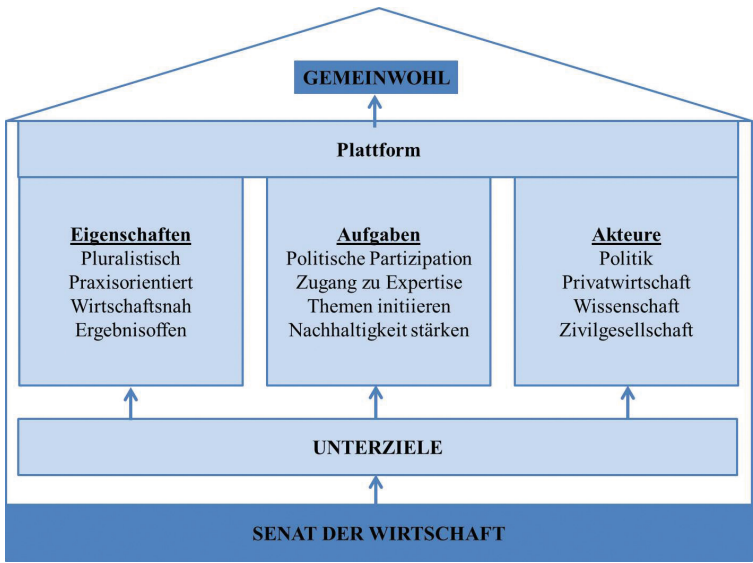 GEMEINWOHL
Plattform
Eigenschaften
Pluralistisch
Praxisorientiert
Wirtschaftsnah
Ergebnisoffen
Aufgaben
Politische Partizipation
Zugang zu Expertise
Themen initiieren
Nachhaltigkeit stärken
Akteure
Politik
Privatwirtschaft
Wissenschaft
Zivilgesellschaft
UNTERZIELE
SENAT DER WIRTSCHAFT